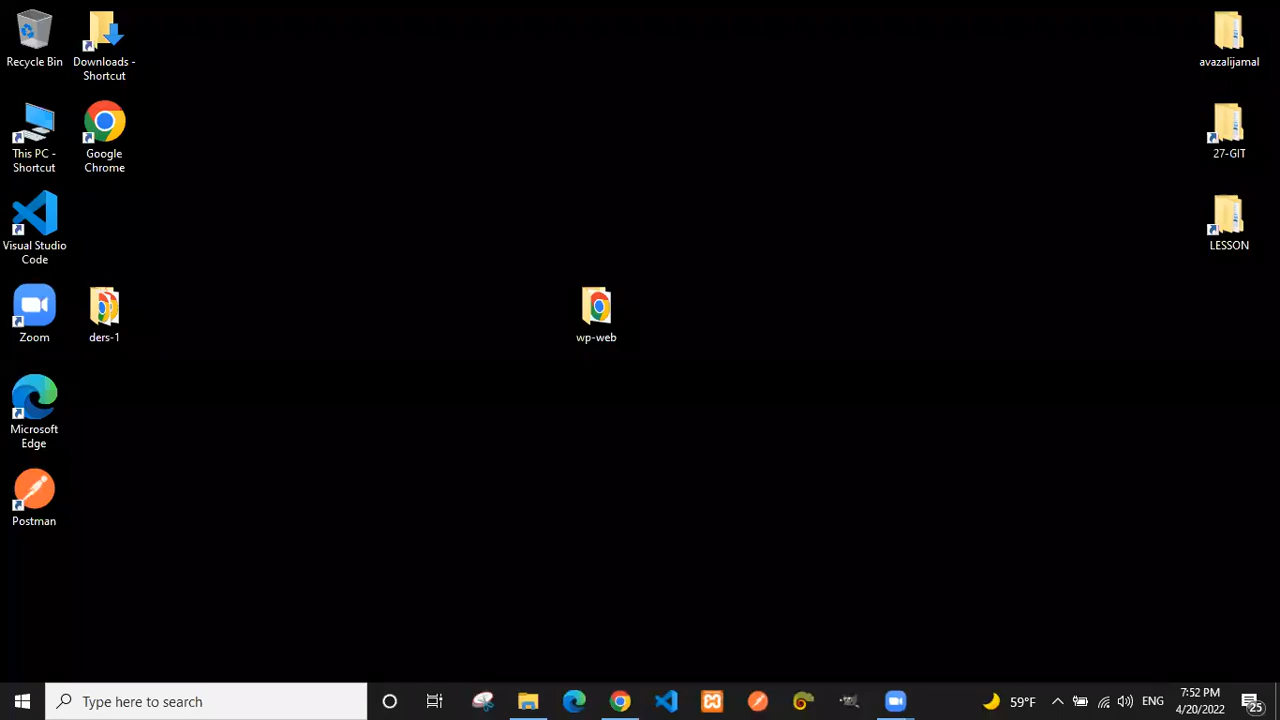 Recycle Bin
Downloads -
Shortcut
avazalijamal
This PC -
Shortcut
Google
Chrome
27-GIT
Visual Studio
Code
LESSON
Zoom
ders-1
wp-web
Microsoft
Edge
Postman
Type here to search
59°F
ENG
7:52 PM
4/20/2022
25